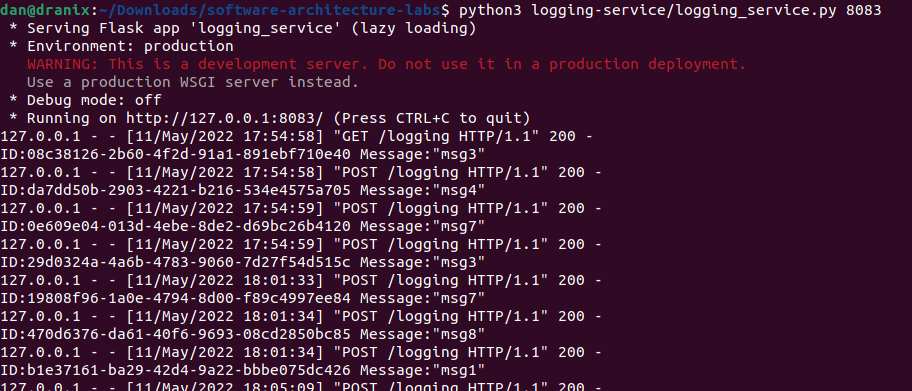 dan@dranix:~/Downloads/software-architecture-labs$ python3 logging-service/logging_service.py 8083
 * Serving Flask app 'logging_service' (lazy loading)
 * Environment: production
   WARNING: This is a development server. Do not use it in a production deployment.
   Use a production WSGI server instead.
 * Debug mode: off
 * Running on http://127.0.0.1:8083/ (Press CTRL+C to quit)
127.0.0.1 - - [11/May/2022 17:54:58] "GET /logging HTTP/1.1" 200 -
ID:08c38126-2b60-4f2d-91a1-891ebf710e40 Message:"msg3"
127.0.0.1 - - [11/May/2022 17:54:58] "POST /logging HTTP/1.1" 200 -
ID:da7dd50b-2903-4221-b216-534e4575a705 Message:"msg4"
127.0.0.1 - - [11/May/2022 17:54:59] "POST /logging HTTP/1.1" 200 -
ID:0e609e04-013d-4ebe-8de2-d69bc26b4120 Message:"msg7"
127.0.0.1 - - [11/May/2022 17:54:59] "POST /logging HTTP/1.1" 200 -
ID:29d0324a-4a6b-4783-9060-7d27f54d515c Message:"msg3"
127.0.0.1 - - [11/May/2022 18:01:33] "POST /logging HTTP/1.1" 200 -
ID:19808f96-1a0e-4794-8d00-f89c4997ee84 Message:"msg7"
127.0.0.1 - - [11/May/2022 18:01:34] "POST /logging HTTP/1.1" 200 -
ID:470d6376-da61-40f6-9693-08cd2850bc85 Message:"msg8"
127.0.0.1 - - [11/May/2022 18:01:34] "POST /logging HTTP/1.1" 200 -
ID:b1e37161-ba29-42d4-9a22-bbbe075dc426 Message:"msg1"
127.0.0.1 - - [11/May/2022 18:05:09] "POST /logging HTTP/1.1" 200 -